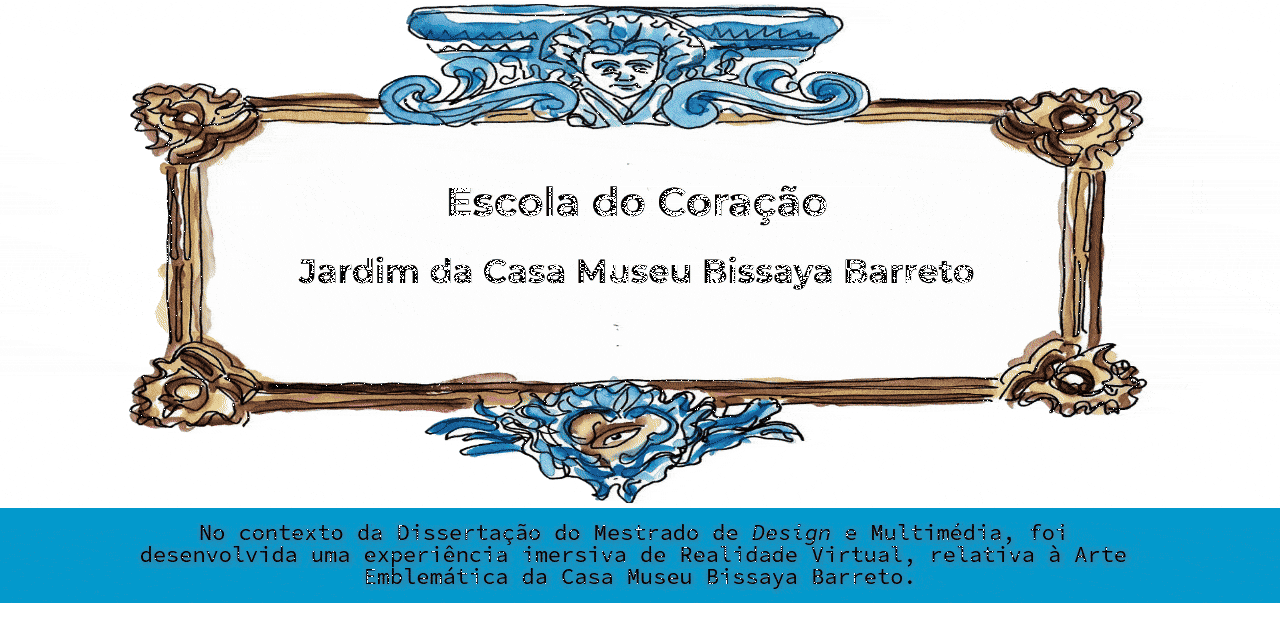 Escola do Coração
Jardim da Casa Museu Bissaya Barreto
No contexto da Dissertação do Mestrado de Design e Multimédia, foi
desenvolvida uma experiência imersiva de Realidade Virtual, relativa à Arte
Emblemática da Casa Museu Bissaya Barreto.